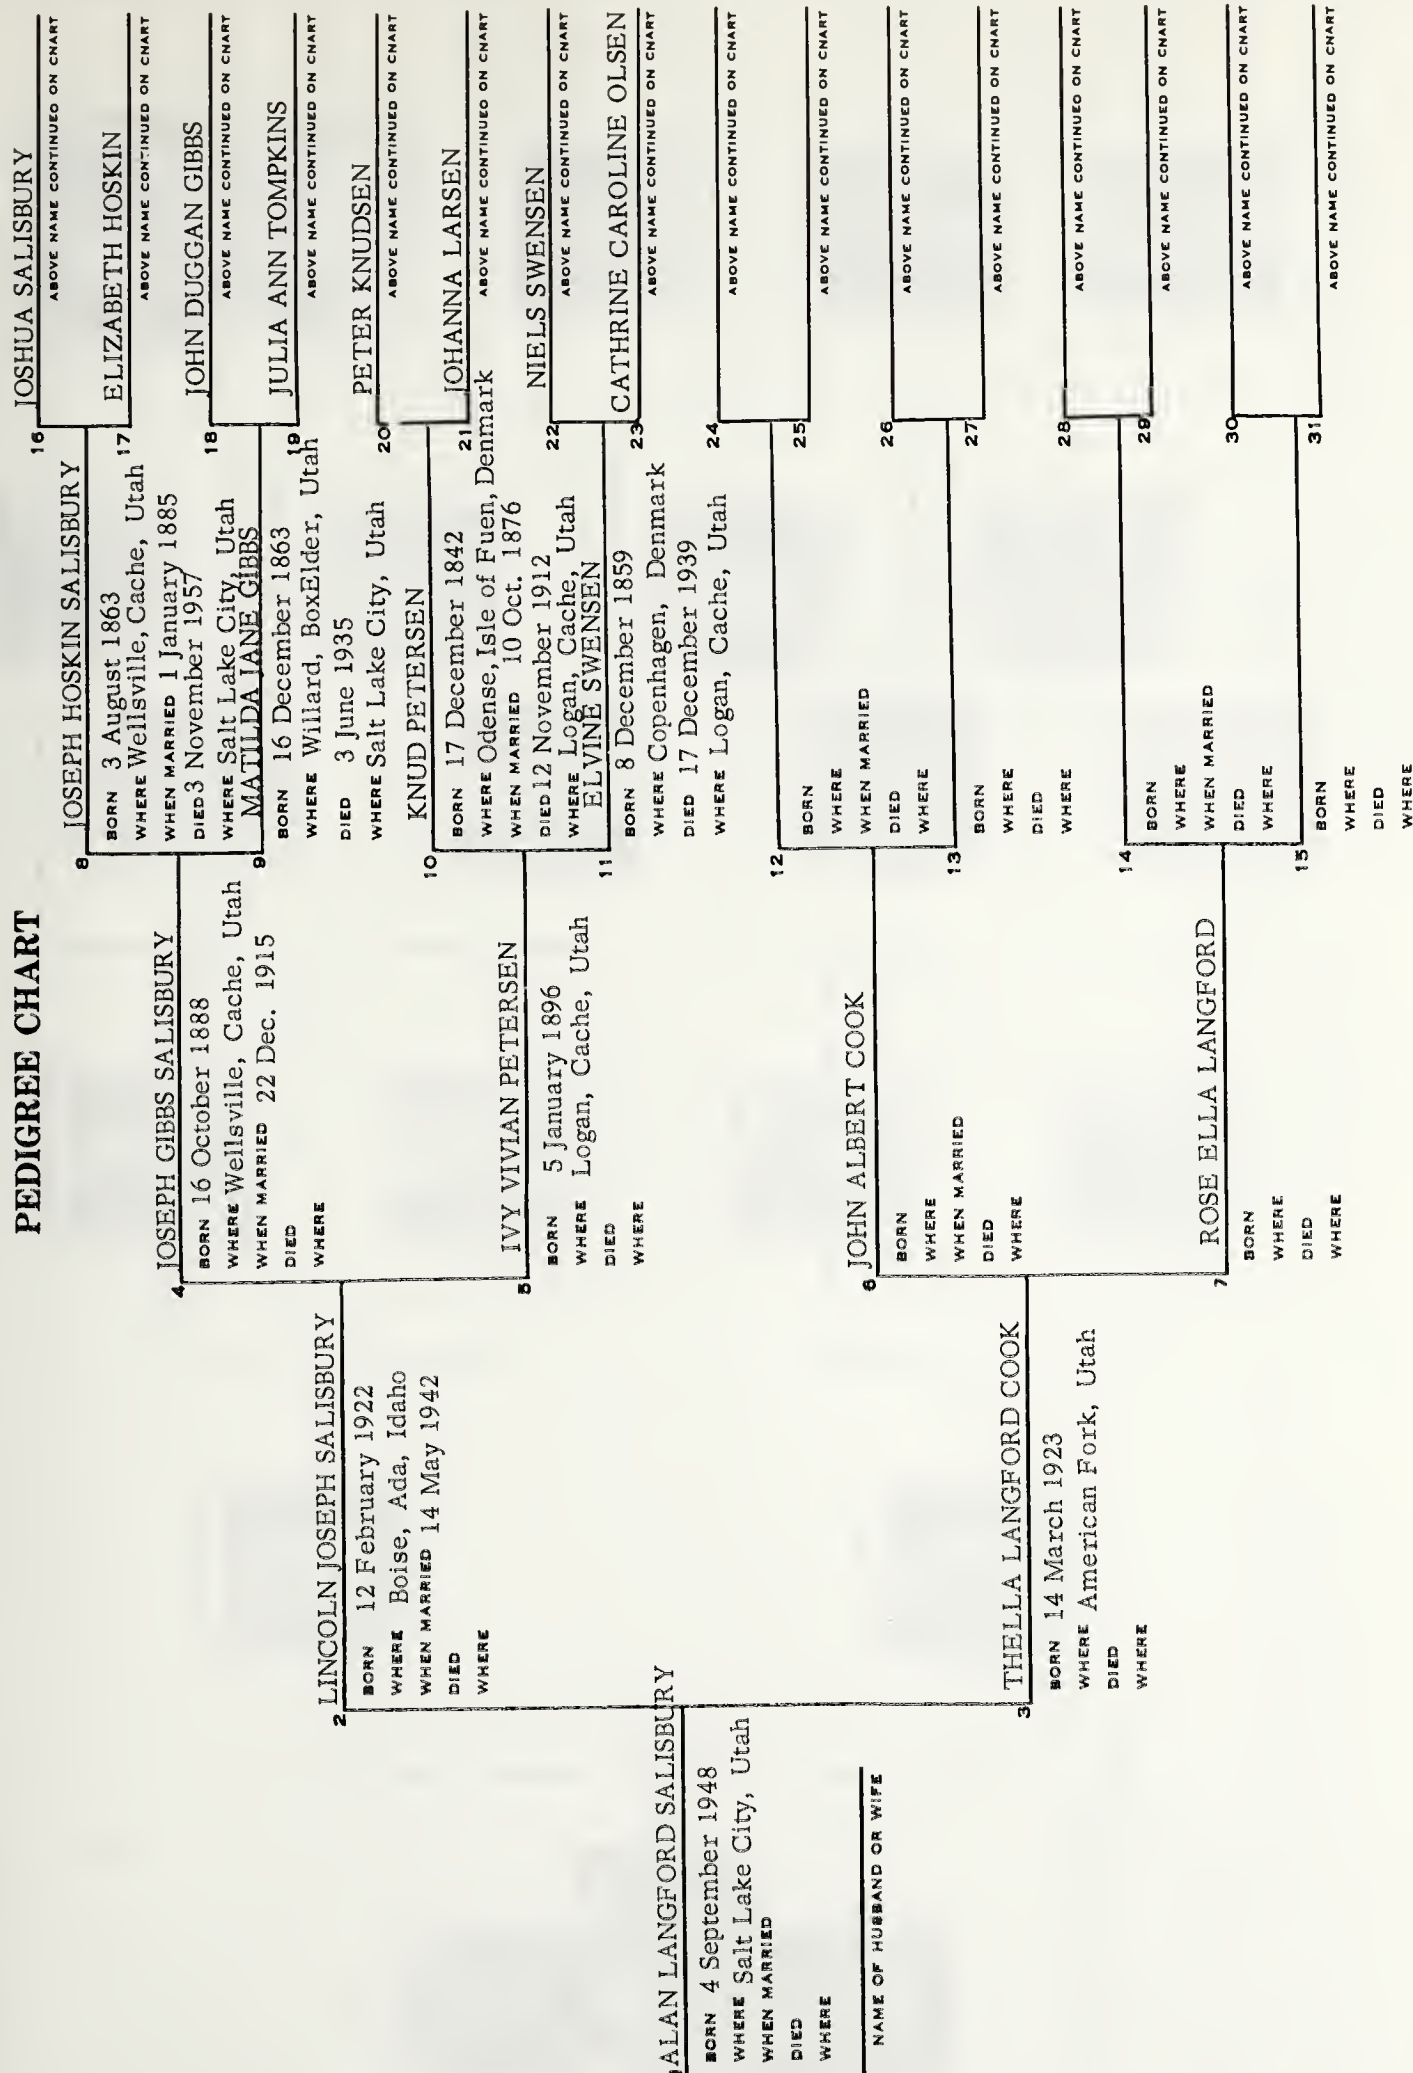 PEDIGREE CHART
ALAN LANGFORD SALISBURY
BORN 4 September 1948
WHERE Salt Lake City, Utah
WHEN MARRIED
DIED
WHERE
NAME OF HUSBAND OR WIFE
2
LINCOLN JOSEPH SALISBURY
BORN 12 February 1922
WHERE Boise, Ada, Idaho
WHEN MARRIED 14 May 1942
DIED
WHERE
3
THELLA LANGFORD COOK
BORN 14 March 1923
WHERE American Fork, Utah
DIED
WHERE
4
JOSEPH GIBBS SALISBURY
BORN 16 October 1888
WHERE Wellsville, Cache, Utah
WHEN MARRIED 22 Dec. 1915
DIED
WHERE
5
IVY VIVIAN PETERSEN
BORN 5 January 1896
WHERE Logan, Cache, Utah
DIED
WHERE
6
JOHN ALBERT COOK
BORN
WHERE
WHEN MARRIED
DIED
WHERE
7
ROSE ELLA LANGFORD
BORN
WHERE
DIED
WHERE
8
JOSEPH HOSKIN SALISBURY
BORN 3 August 1863
WHERE Wellsville, Cache, Utah
WHEN MARRIED 1 January 1885
DIED 3 November 1957
WHERE Salt Lake City, Utah
9
MATILDA JANE GIBBS
BORN 16 December 1863
WHERE Willard, BoxElder, Utah
DIED 3 June 1935
WHERE Salt Lake City, Utah
10
KNUD PETERSEN
BORN 17 December 1842
WHERE Odense, Isle of Fuen, Denmark
WHEN MARRIED 10 Oct. 1876
DIED 12 November 1912
WHERE Logan, Cache, Utah
11
ELVINE SWENSEN
BORN 8 December 1859
WHERE Copenhagen, Denmark
DIED 17 December 1939
WHERE Logan, Cache, Utah
12
BORN
WHERE
WHEN MARRIED
DIED
WHERE
13
BORN
WHERE
DIED
WHERE
14
BORN
WHERE
WHEN MARRIED
DIED
WHERE
15
BORN
WHERE
DIED
WHERE
16
JOSHUA SALISBURY
ABOVE NAME CONTINUED ON CHART
17
ELIZABETH HOSKIN
ABOVE NAME CONTINUED ON CHART
18
JOHN DUGGAN GIBBS
ABOVE NAME CONTINUED ON CHART
19
JULIA ANN TOMPKINS
ABOVE NAME CONTINUED ON CHART
20
PETER KNUDSEN
ABOVE NAME CONTINUED ON CHART
21
JOHANNA LARSEN
ABOVE NAME CONTINUED ON CHART
22
NIELS SWENSEN
ABOVE NAME CONTINUED ON CHART
23
CATHRINE CAROLINE OLSEN
ABOVE NAME CONTINUED ON CHART
24
ABOVE NAME CONTINUED ON CHART
25
ABOVE NAME CONTINUED ON CHART
26
ABOVE NAME CONTINUED ON CHART
27
ABOVE NAME CONTINUED ON CHART
28
ABOVE NAME CONTINUED ON CHART
29
ABOVE NAME CONTINUED ON CHART
30
ABOVE NAME CONTINUED ON CHART
31
ABOVE NAME CONTINUED ON CHART